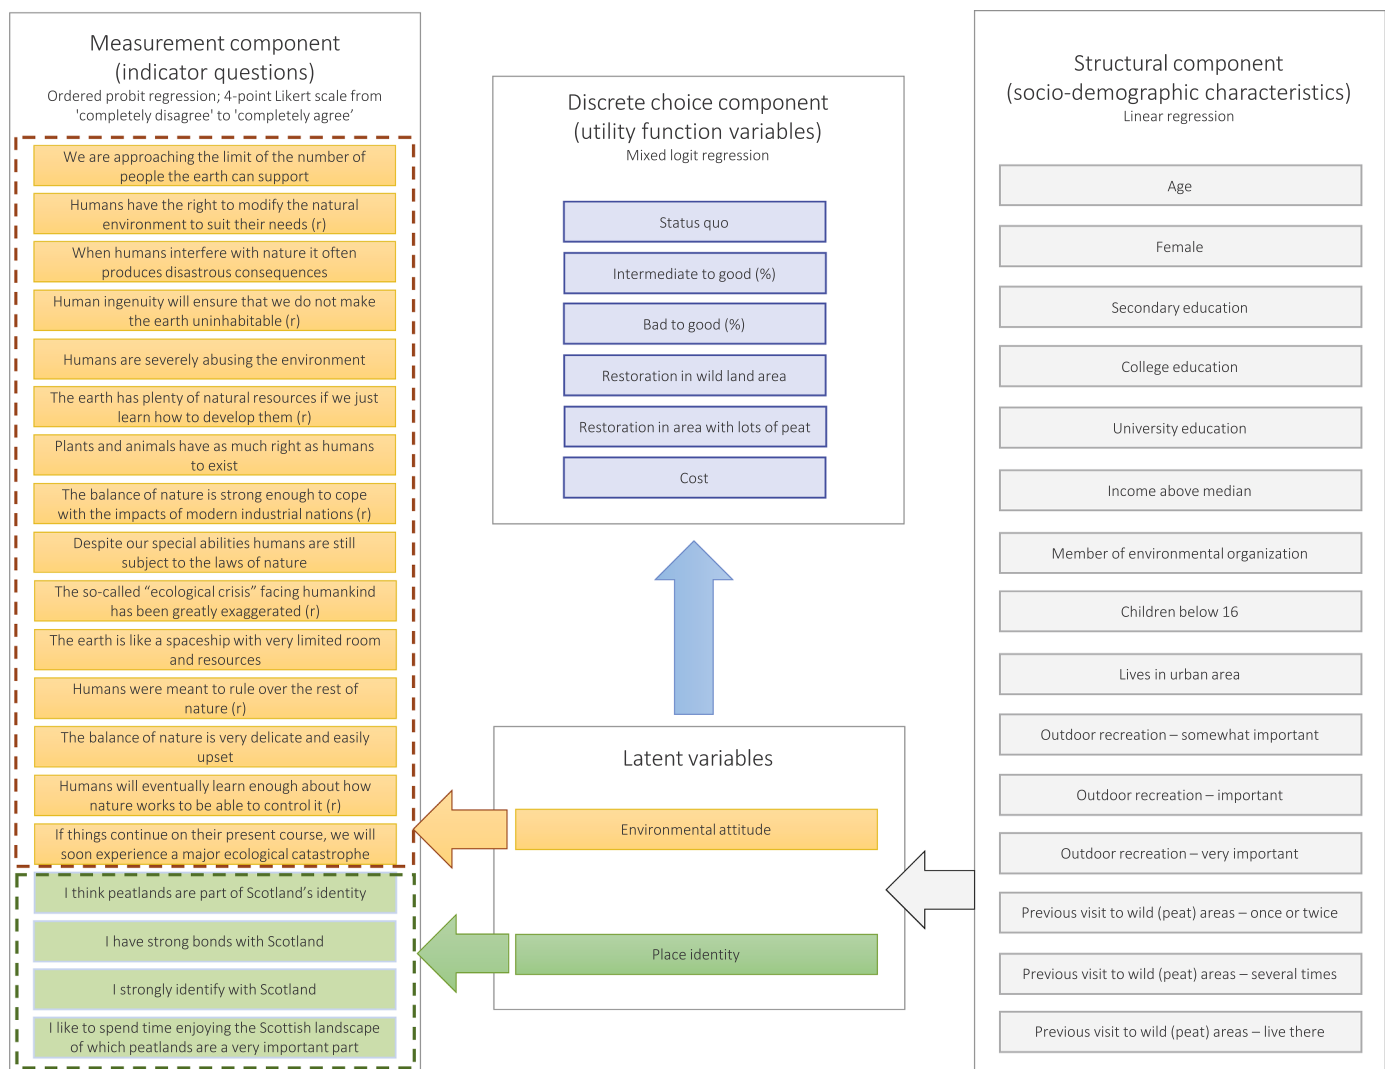 Measurement component
(indicator questions)
Ordered probit regression; 4-point Likert scale from
'completely disagree' to 'completely agree’
We are approaching the limit of the number of
people the earth can support
Humans have the right to modify the natural
environment to suit their needs (r)
When humans interfere with nature it often
produces disastrous consequences
Human ingenuity will ensure that we do not make
the earth uninhabitable (r)
Humans are severely abusing the environment
The earth has plenty of natural resources if we just
learn how to develop them (r)
Plants and animals have as much right as humans
to exist
The balance of nature is strong enough to cope
with the impacts of modern industrial nations (r)
Despite our special abilities humans are still
subject to the laws of nature
The so-called “ecological crisis” facing humankind
has been greatly exaggerated (r)
The earth is like a spaceship with very limited room
and resources
Humans were meant to rule over the rest of
nature (r)
The balance of nature is very delicate and easily
upset
Humans will eventually learn enough about how
nature works to be able to control it (r)
If things continue on their present course, we will
soon experience a major ecological catastrophe
I think peatlands are part of Scotland’s identity
I have strong bonds with Scotland
I strongly identify with Scotland
I like to spend time enjoying the Scottish landscape
of which peatlands are a very important part
Discrete choice component
(utility function variables)
Mixed logit regression
Status quo
Intermediate to good (%)
Bad to good (%)
Restoration in wild land area
Restoration in area with lots of peat
Cost
Latent variables
Environmental attitude
Place identity
Structural component
(socio-demographic characteristics)
Linear regression
Age
Female
Secondary education
College education
University education
Income above median
Member of environmental organization
Children below 16
Lives in urban area
Outdoor recreation – somewhat important
Outdoor recreation – important
Outdoor recreation – very important
Previous visit to wild (peat) areas – once or twice
Previous visit to wild (peat) areas – several times
Previous visit to wild (peat) areas – live there